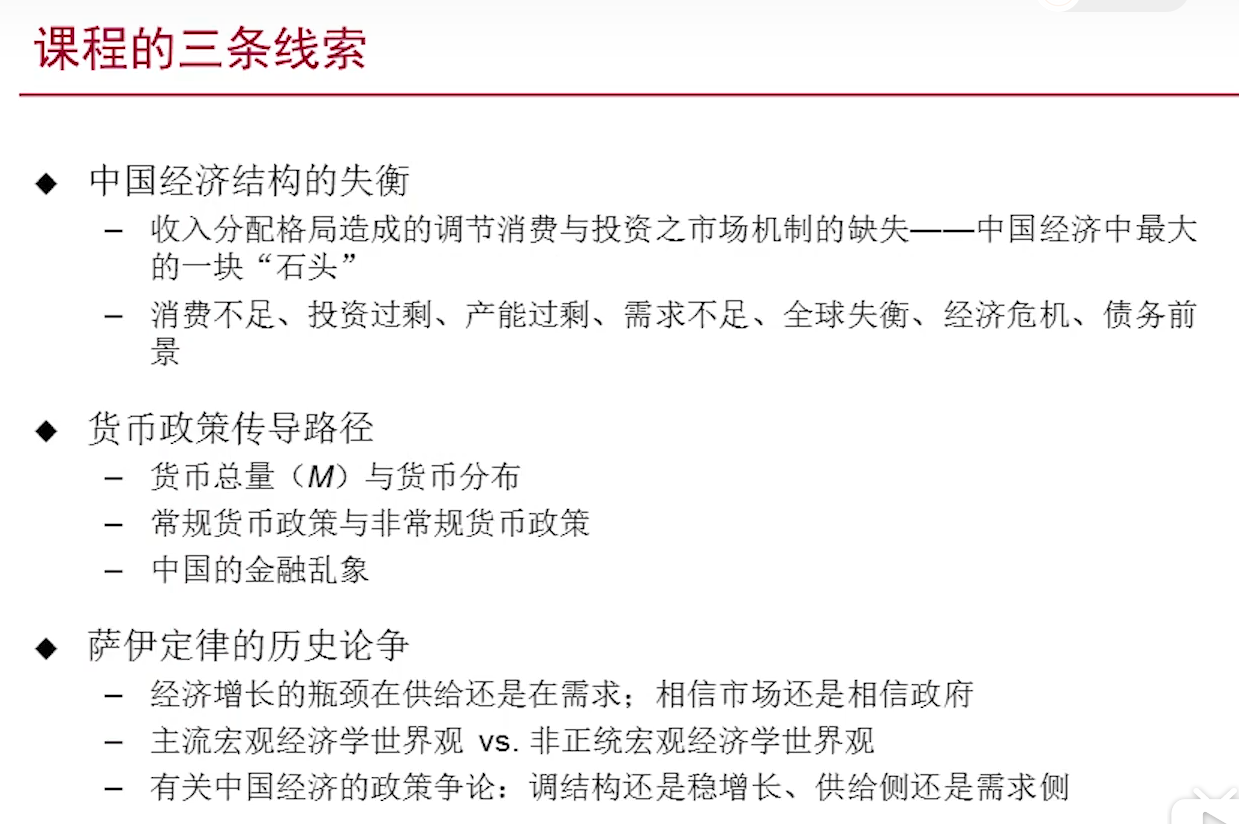 课程的三条线索
◆ 中国经济结构的失衡
– 收入分配格局造成的调节消费与投资之市场机制的缺失——中国经济中最大
的一块“石头”
– 消费不足、投资过剩、产能过剩、需求不足、全球失衡、经济危机、债务前
景
◆ 货币政策传导路径
– 货币总量（M）与货币分布
– 常规货币政策与非常规货币政策
– 中国的金融乱象
◆ 萨伊定律的历史论争
– 经济增长的瓶颈在供给还是在需求；相信市场还是相信政府
– 主流宏观经济学世界观 vs. 非正统宏观经济学世界观
– 有关中国经济的政策争论：调结构还是稳增长、供给侧还是需求侧